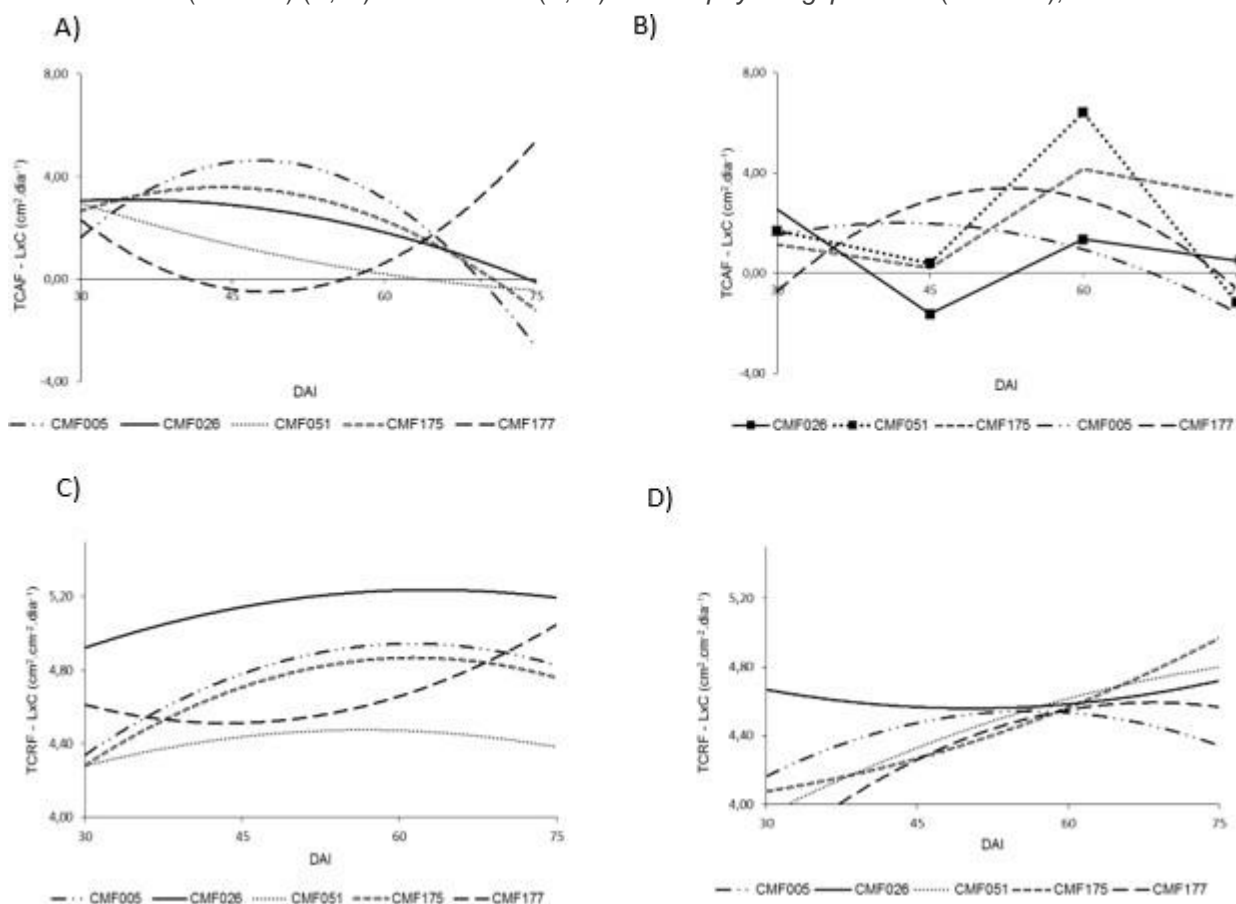 A)
8,00
4,00
0,00
-4,00
TCAF - LxC (cm².dia⁻¹)
30
45
60
75
DAI
CMF005 CMF026 CMF051 CMF175 CMF177
B)
8,00
4,00
0,00
-4,00
TCAF - LxC (cm².dia⁻¹)
30
45
60
DAI
CMF026 CMF051 CMF175 CMF005 CMF177
C)
5,20
4,80
4,40
4,00
TCRF - LxC (cm².cm⁻².dia⁻¹)
30
45
60
75
DAI
CMF005 CMF026 CMF051 CMF175 CMF177
D)
5,20
4,80
4,40
4,00
TCRF - LxC (cm².cm⁻².dia⁻¹)
30
45
60
75
DAI
CMF005 CMF026 CMF051 CMF175 CMF177